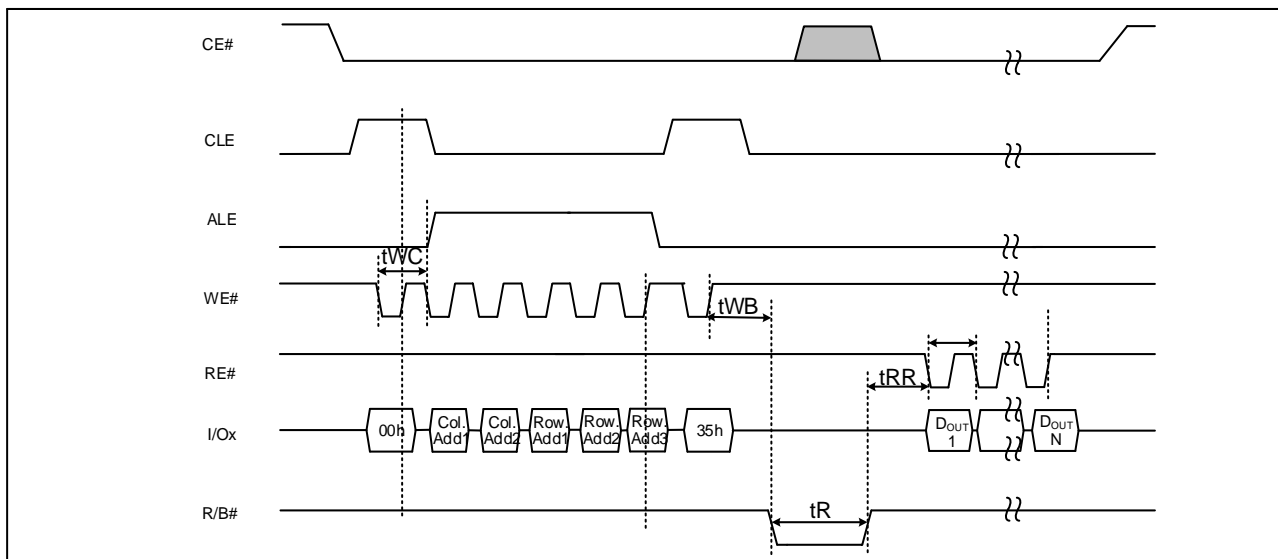 CE#
CLE
ALE
tWC
WE#
tWB
RE#
tRR
I/Ox
00h
Col.
Add1
Col.
Add2
Row.
Add1
Row.
Add2
Row.
Add3
35h
DOUT
1
DOUT
N
R/B#
tR